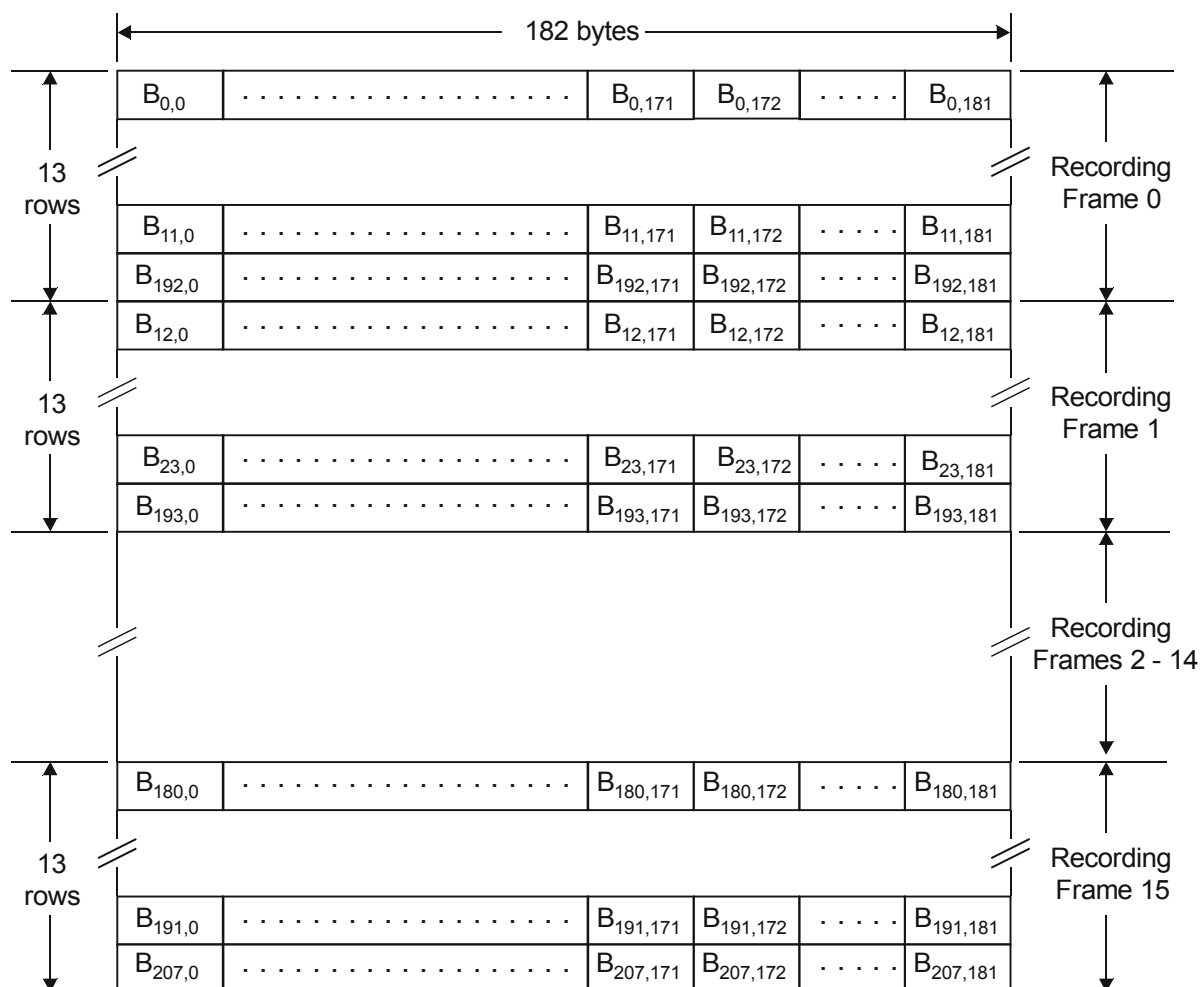 182 bytes
B0,0 . . . . . . . . . . . . . . . . . . . B0,171 B0,172 . . . . . B0,181
13
rows
Recording
Frame 0
B11,0 . . . . . . . . . . . . . . . . . . . B11,171 B11,172 . . . . . B11,181
B192,0 . . . . . . . . . . . . . . . . . . . B192,171 B192,172 . . . . . B192,181
B12,0 . . . . . . . . . . . . . . . . . . . B12,171 B12,172 . . . . . B12,181
13
rows
Recording
Frame 1
B23,0 . . . . . . . . . . . . . . . . . . . B23,171 B23,172 . . . . . B23,181
B193,0 . . . . . . . . . . . . . . . . . . . B193,171 B193,172 . . . . . B193,181
Recording
Frames 2 - 14
B180,0 . . . . . . . . . . . . . . . . . . . B180,171 B180,172 . . . . . B180,181
13
rows
Recording
Frame 15
B191,0 . . . . . . . . . . . . . . . . . . . B191,171 B191,172 . . . . . B191,181
B207,0 . . . . . . . . . . . . . . . . . . . B207,171 B207,172 . . . . . B207,181